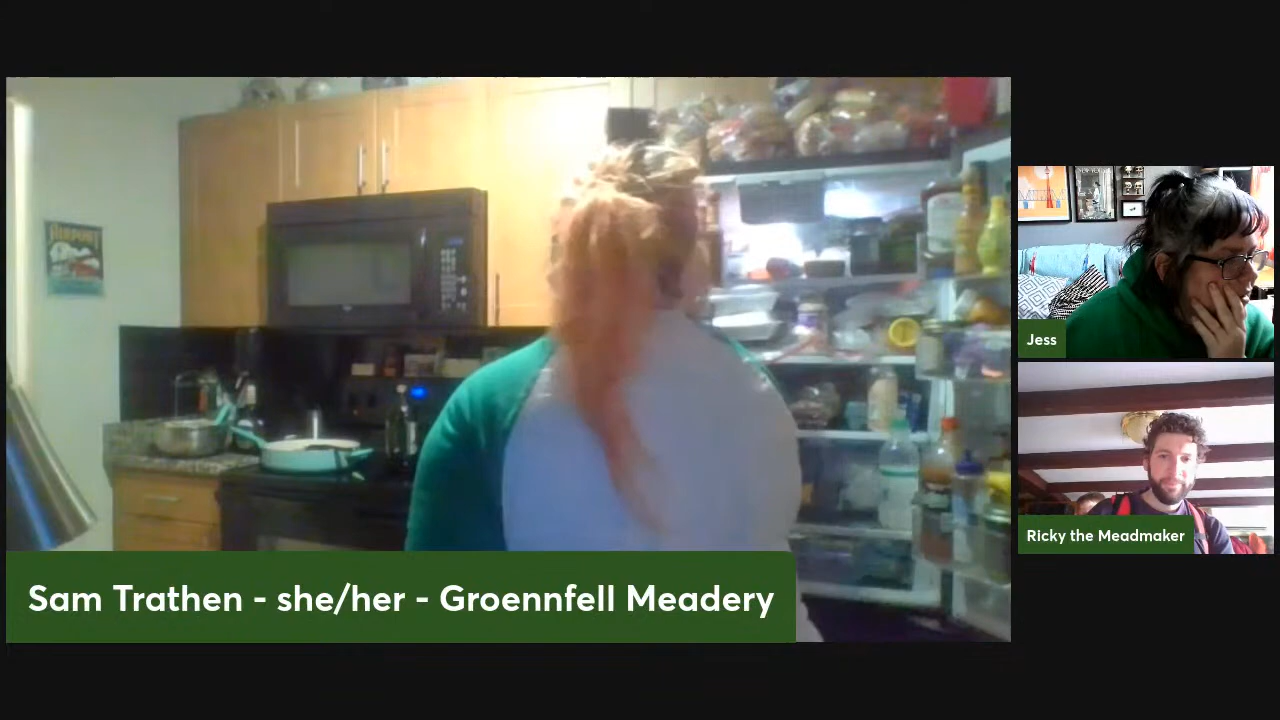 Sam Trathen - she/her - Groennfell Meadery
Jess
Ricky the Meadmaker